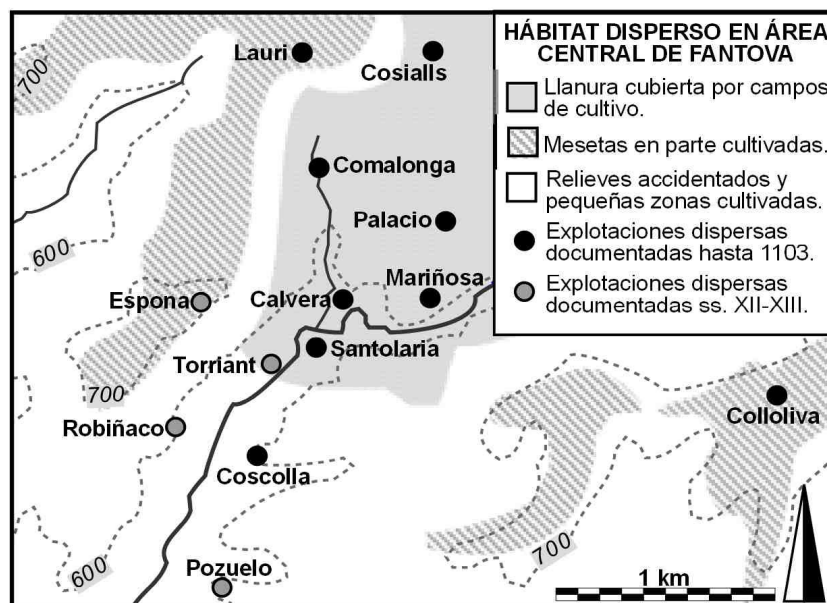 HÁBITAT DISPERSO EN ÁREA
CENTRAL DE FANTOVA
Llanura cubierta por campos
de cultivo.
Mesetas en parte cultivadas.
Relieves accidentados y
pequeñas zonas cultivadas.
Explotaciones dispersas
documentadas hasta 1103.
Explotaciones dispersas
documentadas ss. XII-XIII.
700
Lauri
Cosialls
Comalonga
Palacio
600
Mariñosa
Espona
Calvera
Santolaria
Torriant
700
Colloliva
Robiñaco
Coscolla
700
600
Pozuelo
1 km